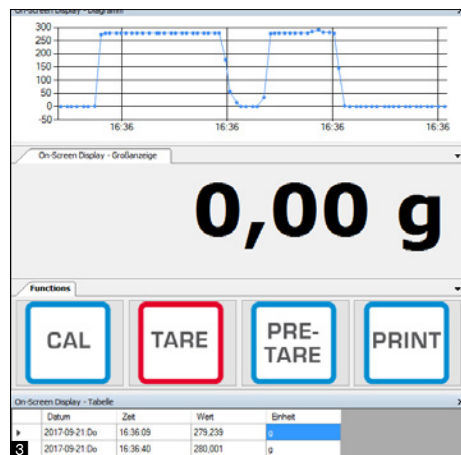 On-Screen Display - Diagramm
300
250
200
150
100
50
0
-50
16:36 16:36 16:36 16:36
On-Screen Display - Großanzeige
0,00 g
Functions
CAL TARE PRE-TARE PRINT
On-Screen Display - Tabelle
Datum Zeit Wert Einheit
2017-09-21:Do 16:36:09 279,239 g
3 2017-09-21:Do 16:36:40 280,001 g